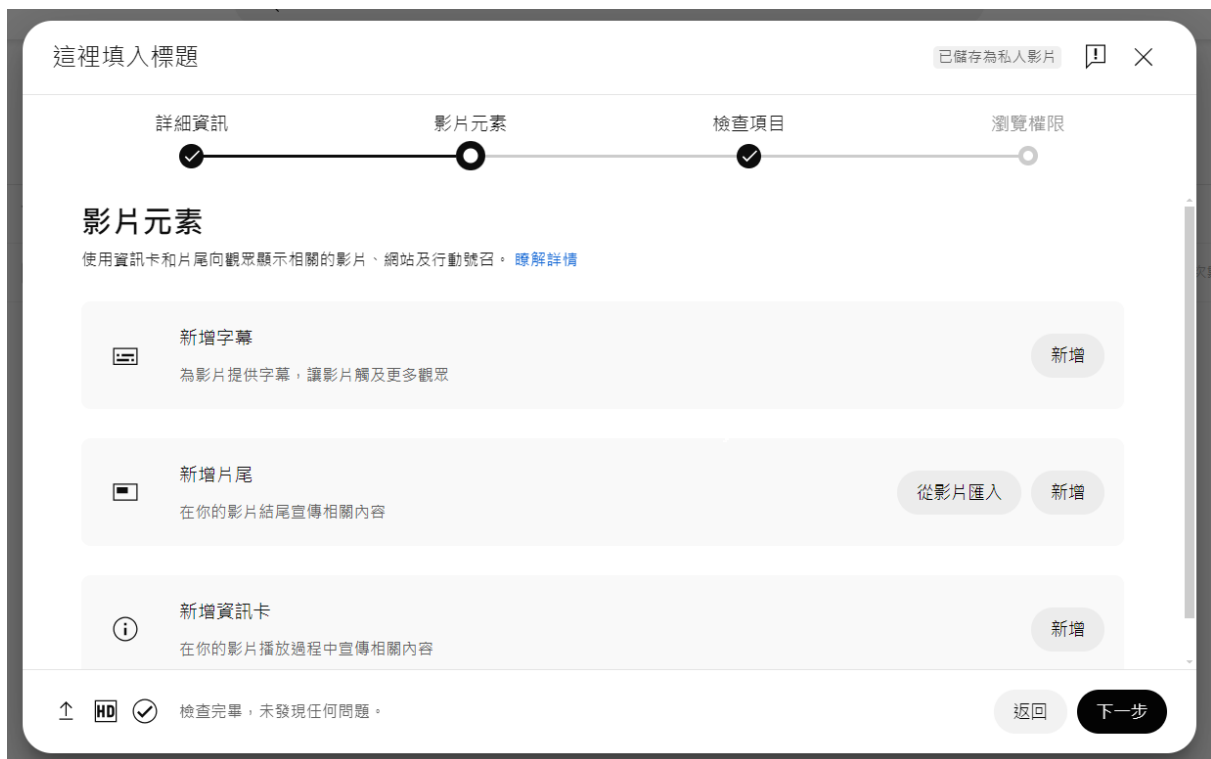 這裡填入標題
已儲存為私人影片
詳細資訊
影片元素
檢查項目
瀏覽權限
影片元素
使用資訊卡和片尾向觀眾顯示相關的影片、網站及行動號召。 瞭解詳情
新增字幕
為影片提供字幕，讓影片觸及更多觀眾
新增
新增片尾
在你的影片結尾宣傳相關內容
從影片匯入
新增
新增資訊卡
在你的影片播放過程中宣傳相關內容
新增
HD
檢查完畢，未發現任何問題。
返回
下一步